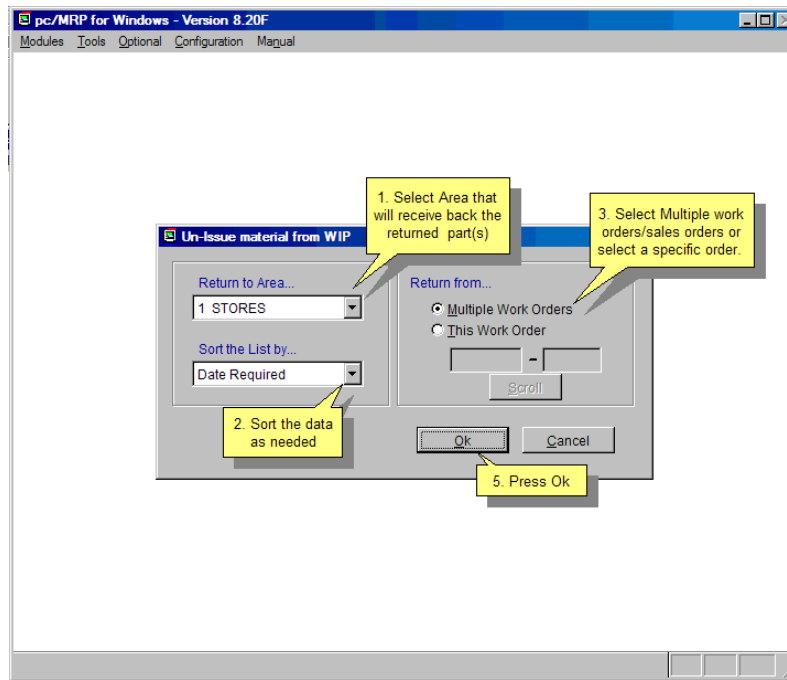 pc/MRP for Windows - Version 8.20F
Modules Tools Optional Configuration Manual
1. Select Area that
will receive back the
returned part(s)
3. Select Multiple work
orders/sales orders or
select a specific order.
Un-Issue material from WIP
Return to Area...
1 STORES
Sort the List by...
Date Required
2. Sort the data
as needed
Return from...
Multiple Work Orders
This Work Order
-
Scroll
Ok Cancel
5. Press Ok